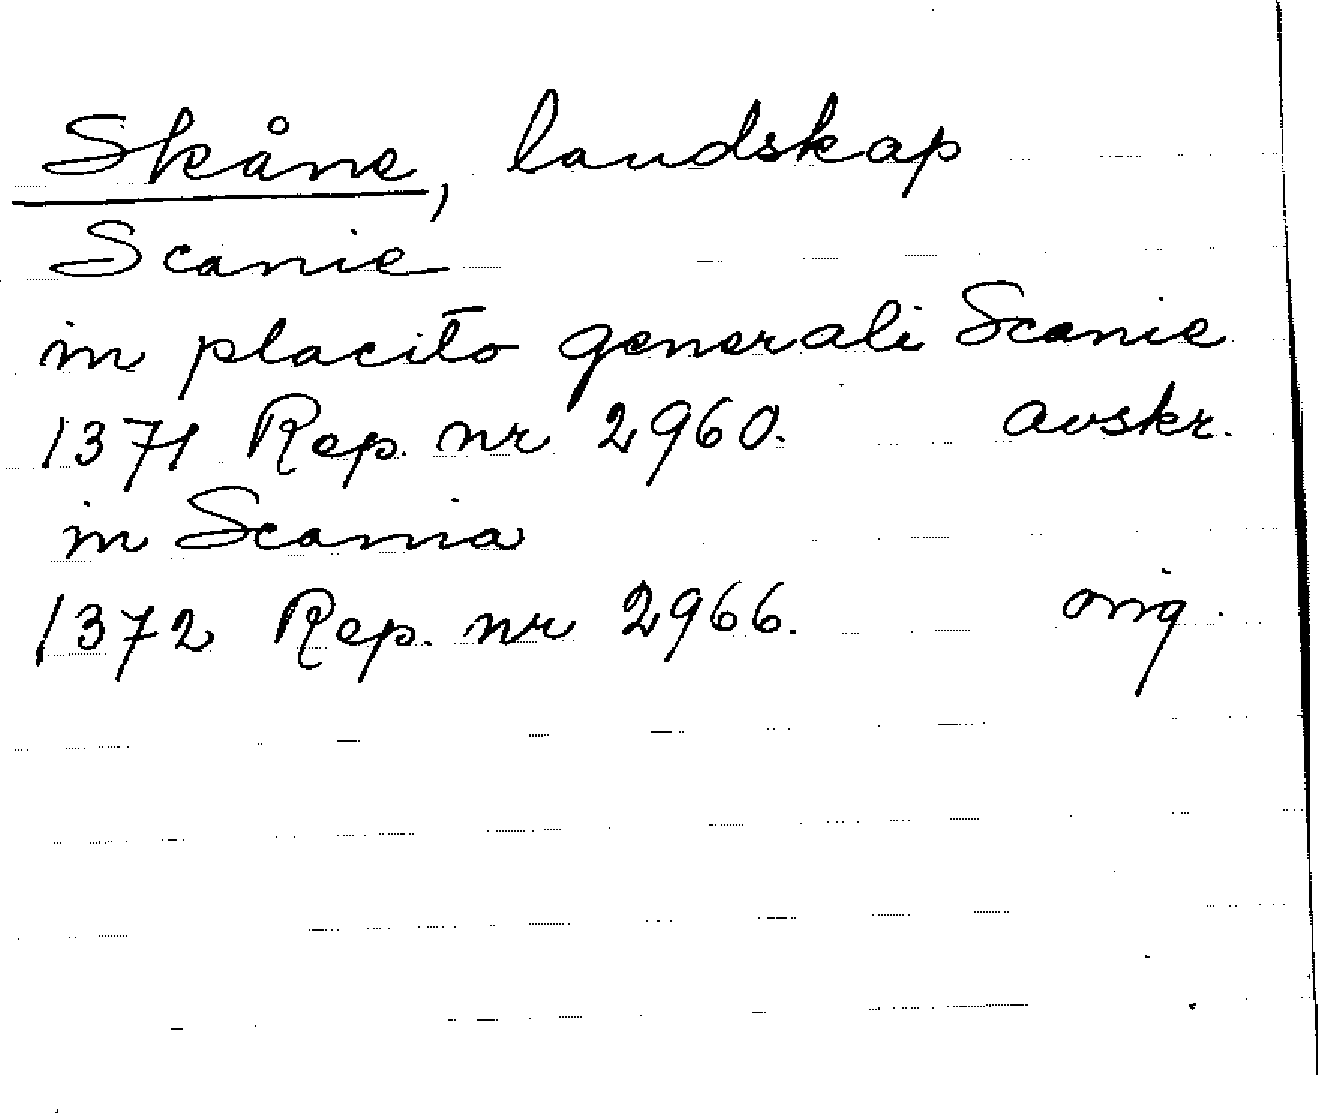 Skåne, landskap
Scanie
in placito generali Scanie
1371 Rep. nr 2960. avskr.
in Scania
1372 Rep. nr 2966. orig.